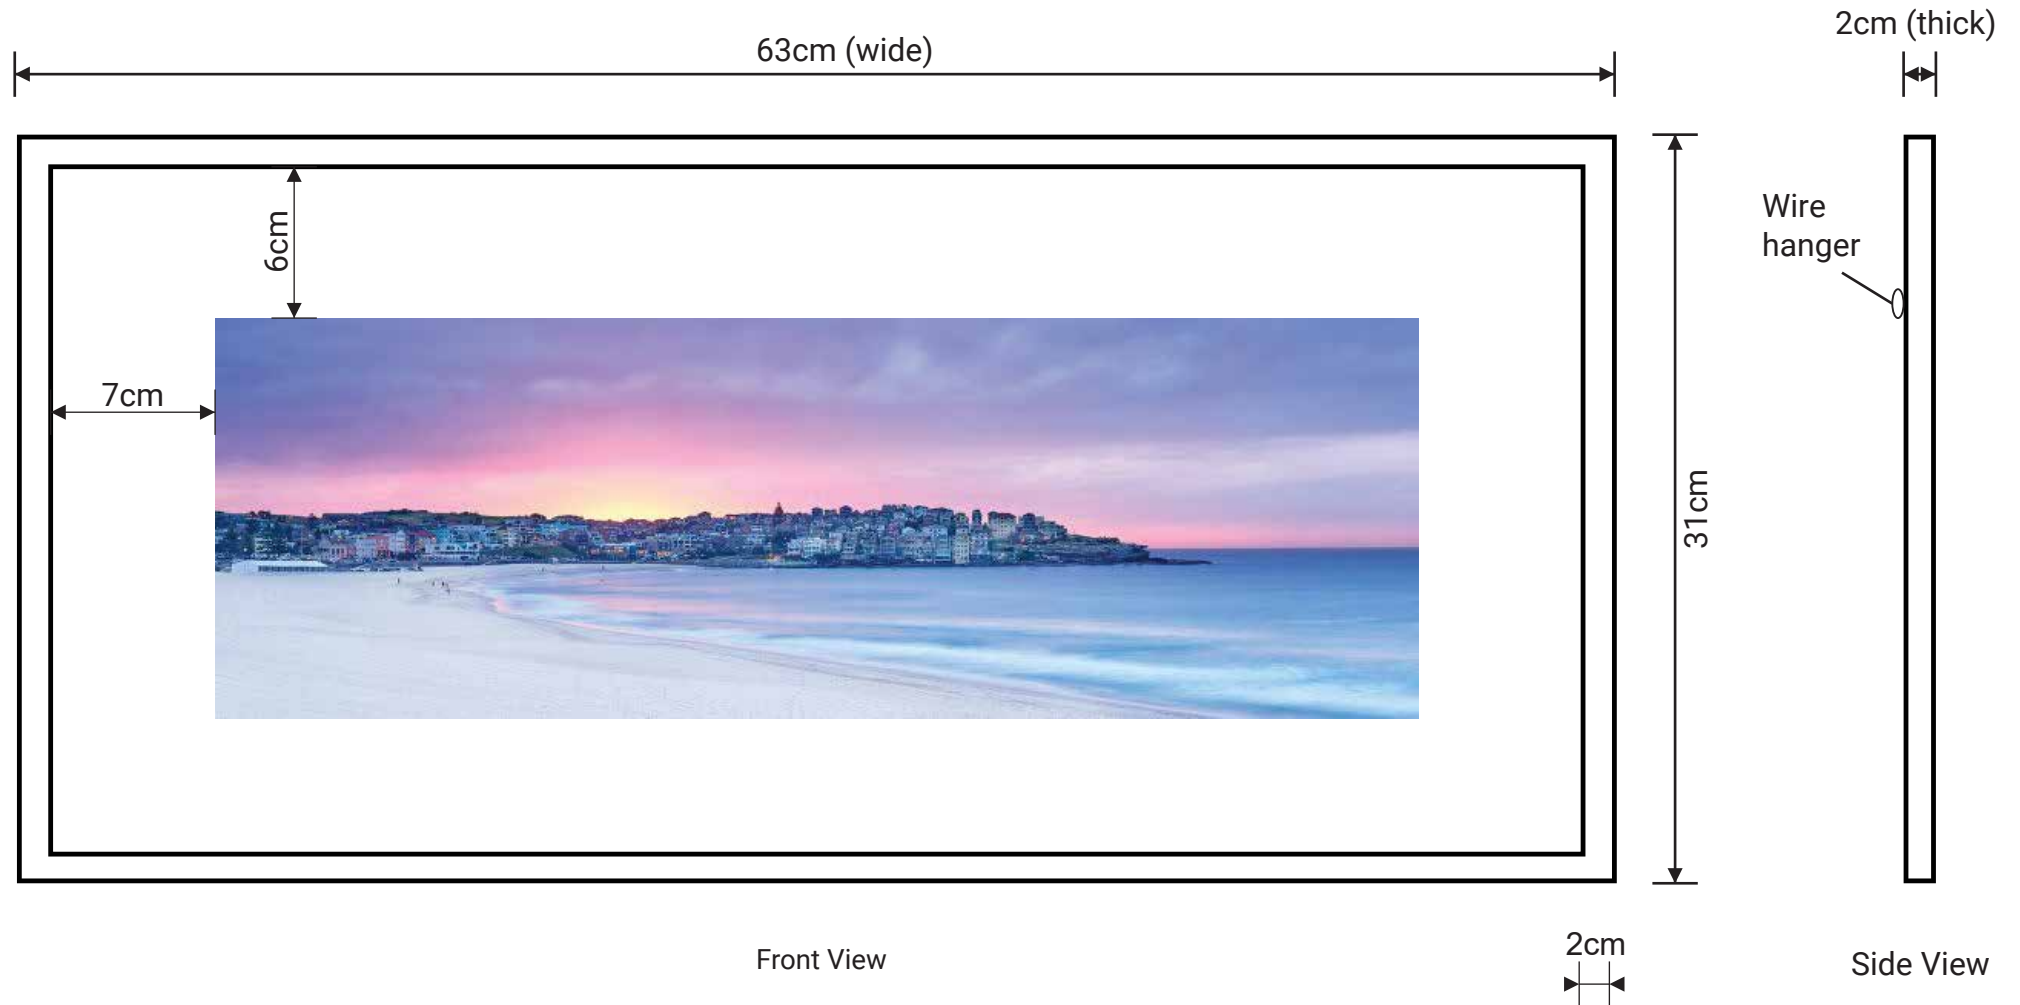 2cm (thick)
63cm (wide)
6cm
Wire
hanger
7cm
31cm
2cm
Front View
Side View